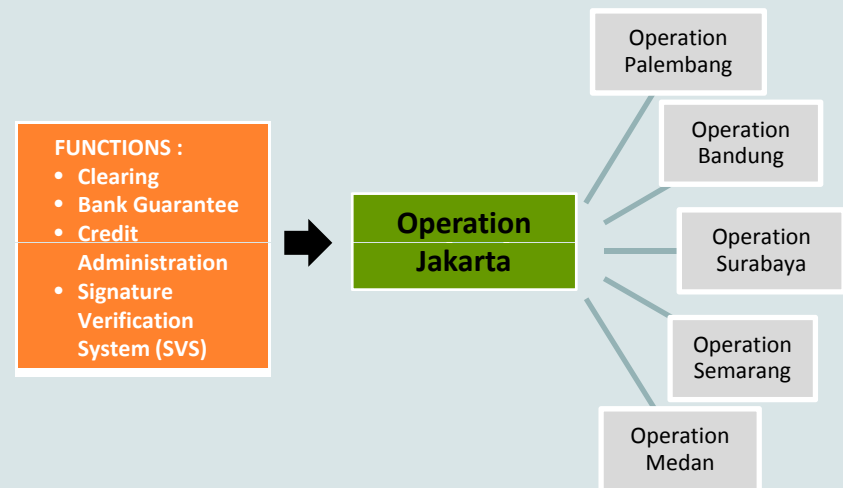 FUNCTIONS :
• Clearing
• Bank Guarantee
• Credit
Administration
• Signature
Verification
System (SVS)
Operation
Jakarta
Operation
Palembang
Operation
Bandung
Operation
Surabaya
Operation
Semarang
Operation
Medan